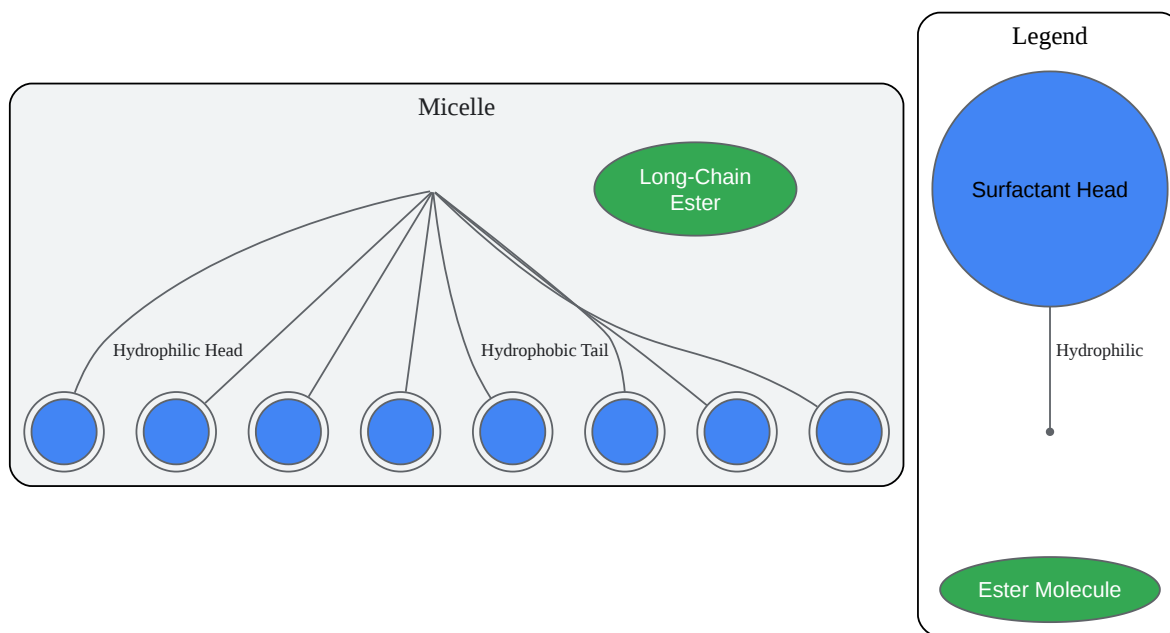 Micelle
Long-Chain
Ester
Hydrophilic Head
Hydrophobic Tail
Legend
Surfactant Head
Hydrophilic
Ester Molecule